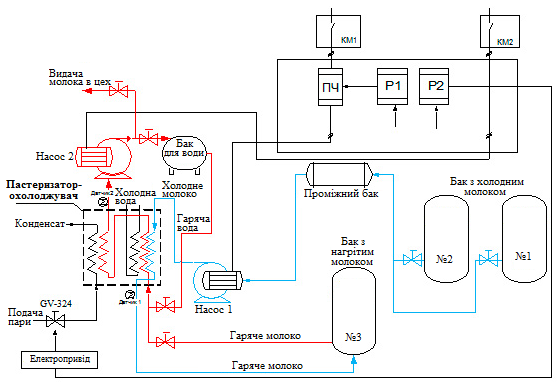 КМ1
КМ2
Видача
молока в цех
ПЧ
Р1
Р2
Насос 2
Бак
для води
Датчик 2
Холодна
вода
Холодне
молоко
Проміжний бак
Бак з холодним
молоком
Пастеризатор-
охолоджувач
Конденсат
Гаряча
вода
Бак з
нагрітим
молоком
№2
№1
GV-324
Подача
пари
Датчик 1
Насос 1
Гаряче молоко
№3
Електропривід
Гаряче молоко